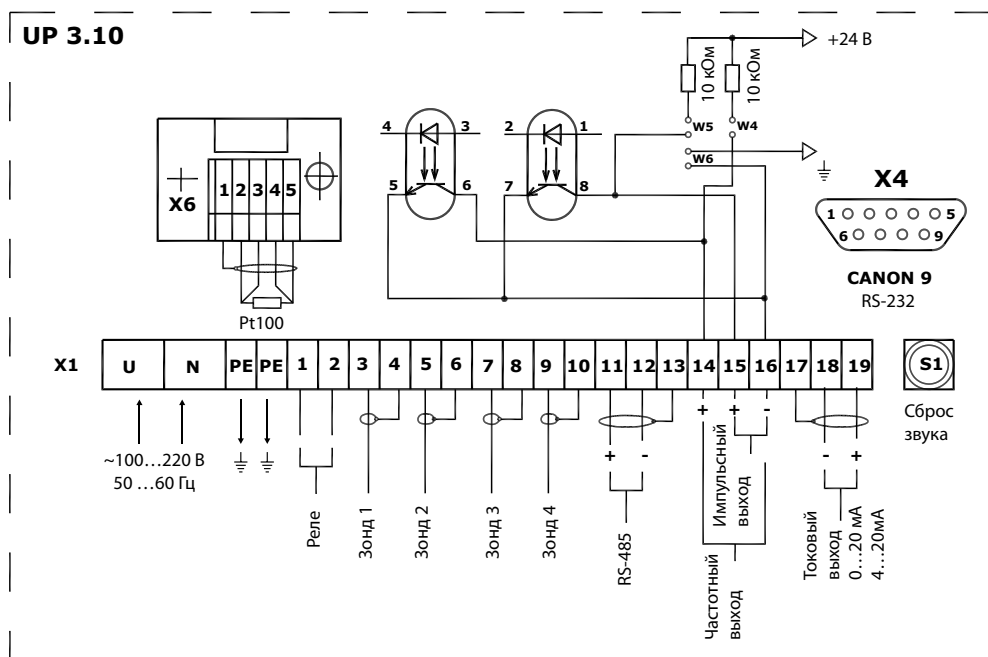 UP 3.10
+24 В
10 кОм
10 кОм
W5
W4
W6
4
3
2
1
5
6
7
8
X6
1 2 3 4 5
Pt100
X4
1
5
6
9
CANON 9
RS-232
X1
U N PE PE 1 2 3 4 5 6 7 8 9 10 11 12 13 14 15 16 17 18 19
S1
Сброс
звука
~100...220 В
50 ...60 Гц
Реле
Зонд 1
Зонд 2
Зонд 3
Зонд 4
+ -
RS-485
+ + -
Импульсный
выход
Частотный
выход
- +
Токовый
выход
0...20 мА
4...20мА